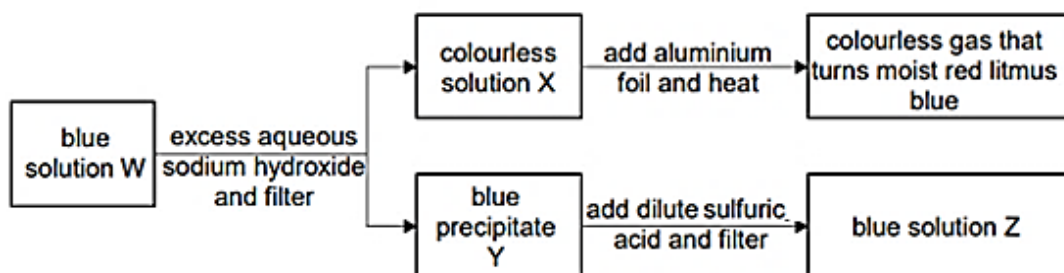 blue
solution W
excess aqueous
sodium hydroxide
and filter
colourless
solution X
add aluminium
foil and heat
colourless gas that
turns moist red litmus
blue
blue
precipitate
Y
add dilute sulfuric
acid and filter
blue solution Z